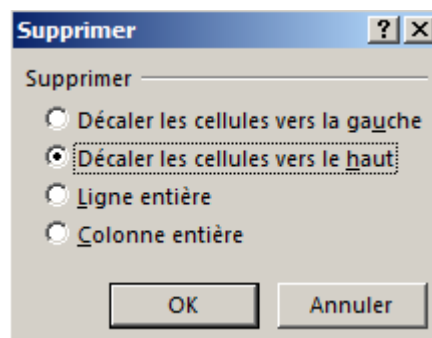 Supprimer
Supprimer
Décaler les cellules vers la gauche
Décaler les cellules vers le haut
Ligne entière
Colonne entière
OK Annuler